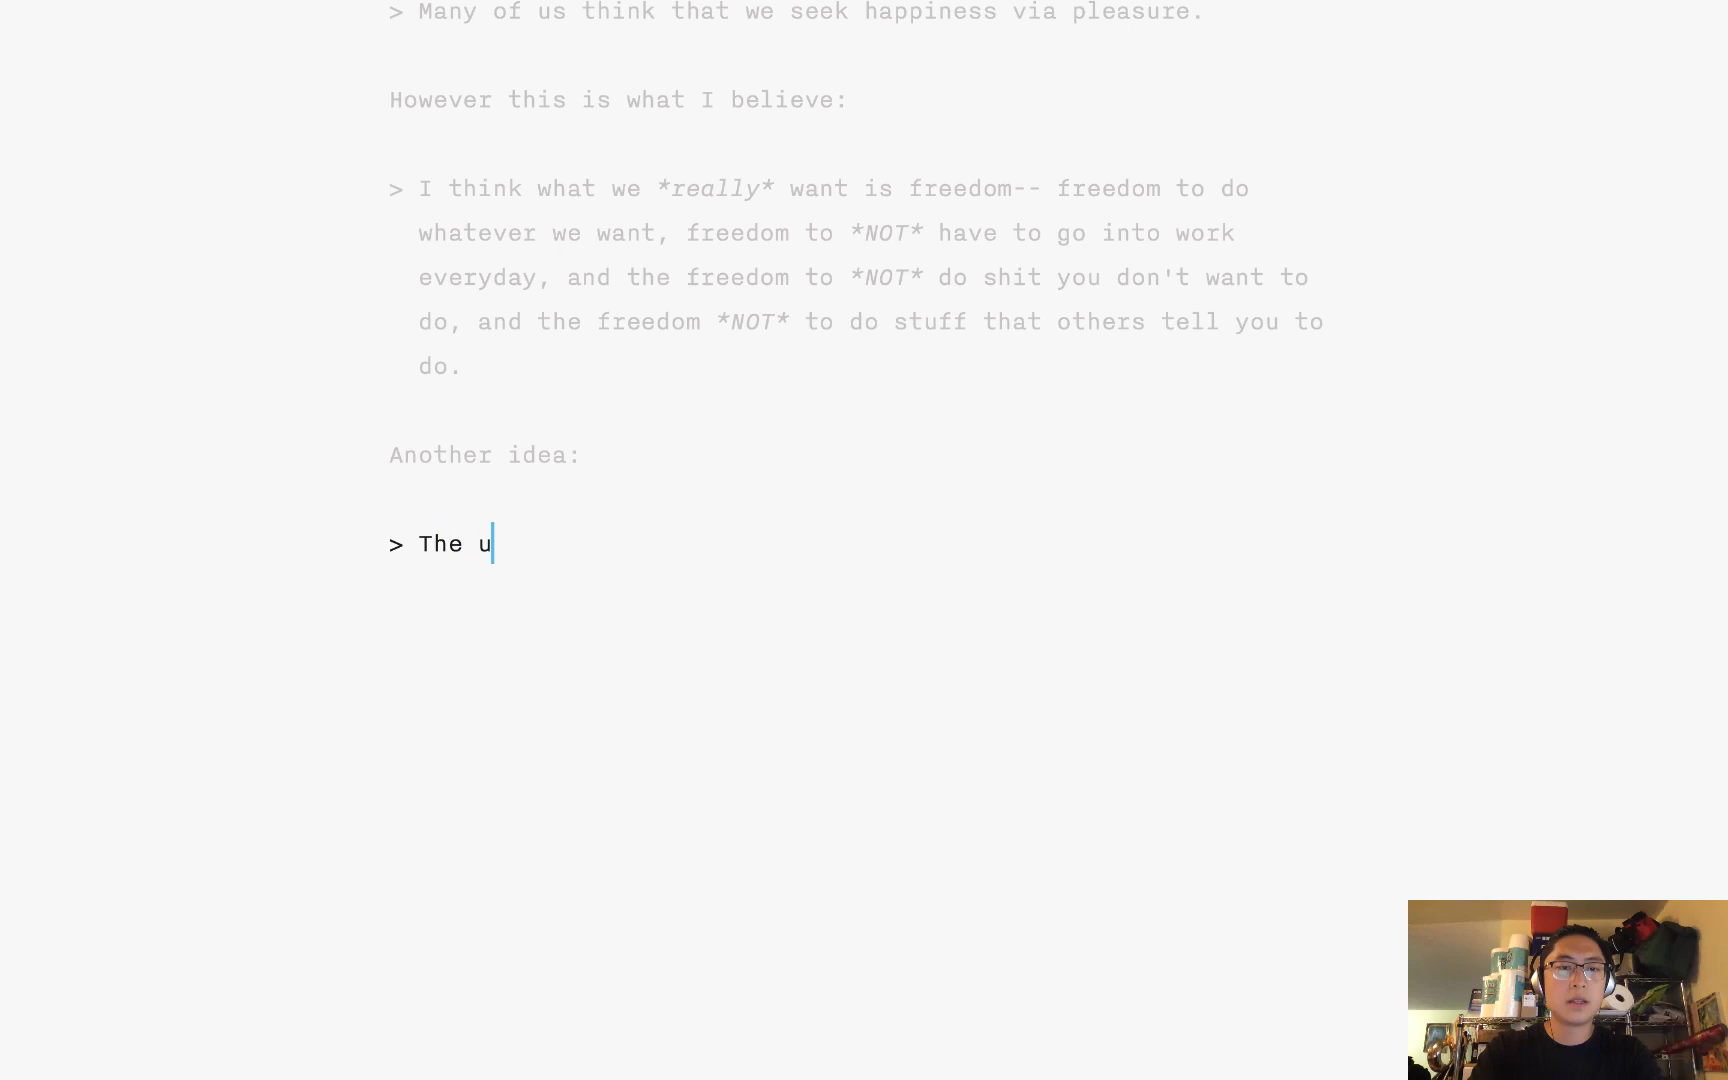 > Many of us think that we seek happiness via pleasure.
However this is what I believe:
> I think what we *really* want is freedom-- freedom to do
whatever we want, freedom to *NOT* have to go into work
everyday, and the freedom to *NOT* do shit you don't want to
do, and the freedom *NOT* to do stuff that others tell you to
do.
Another idea:
> The u